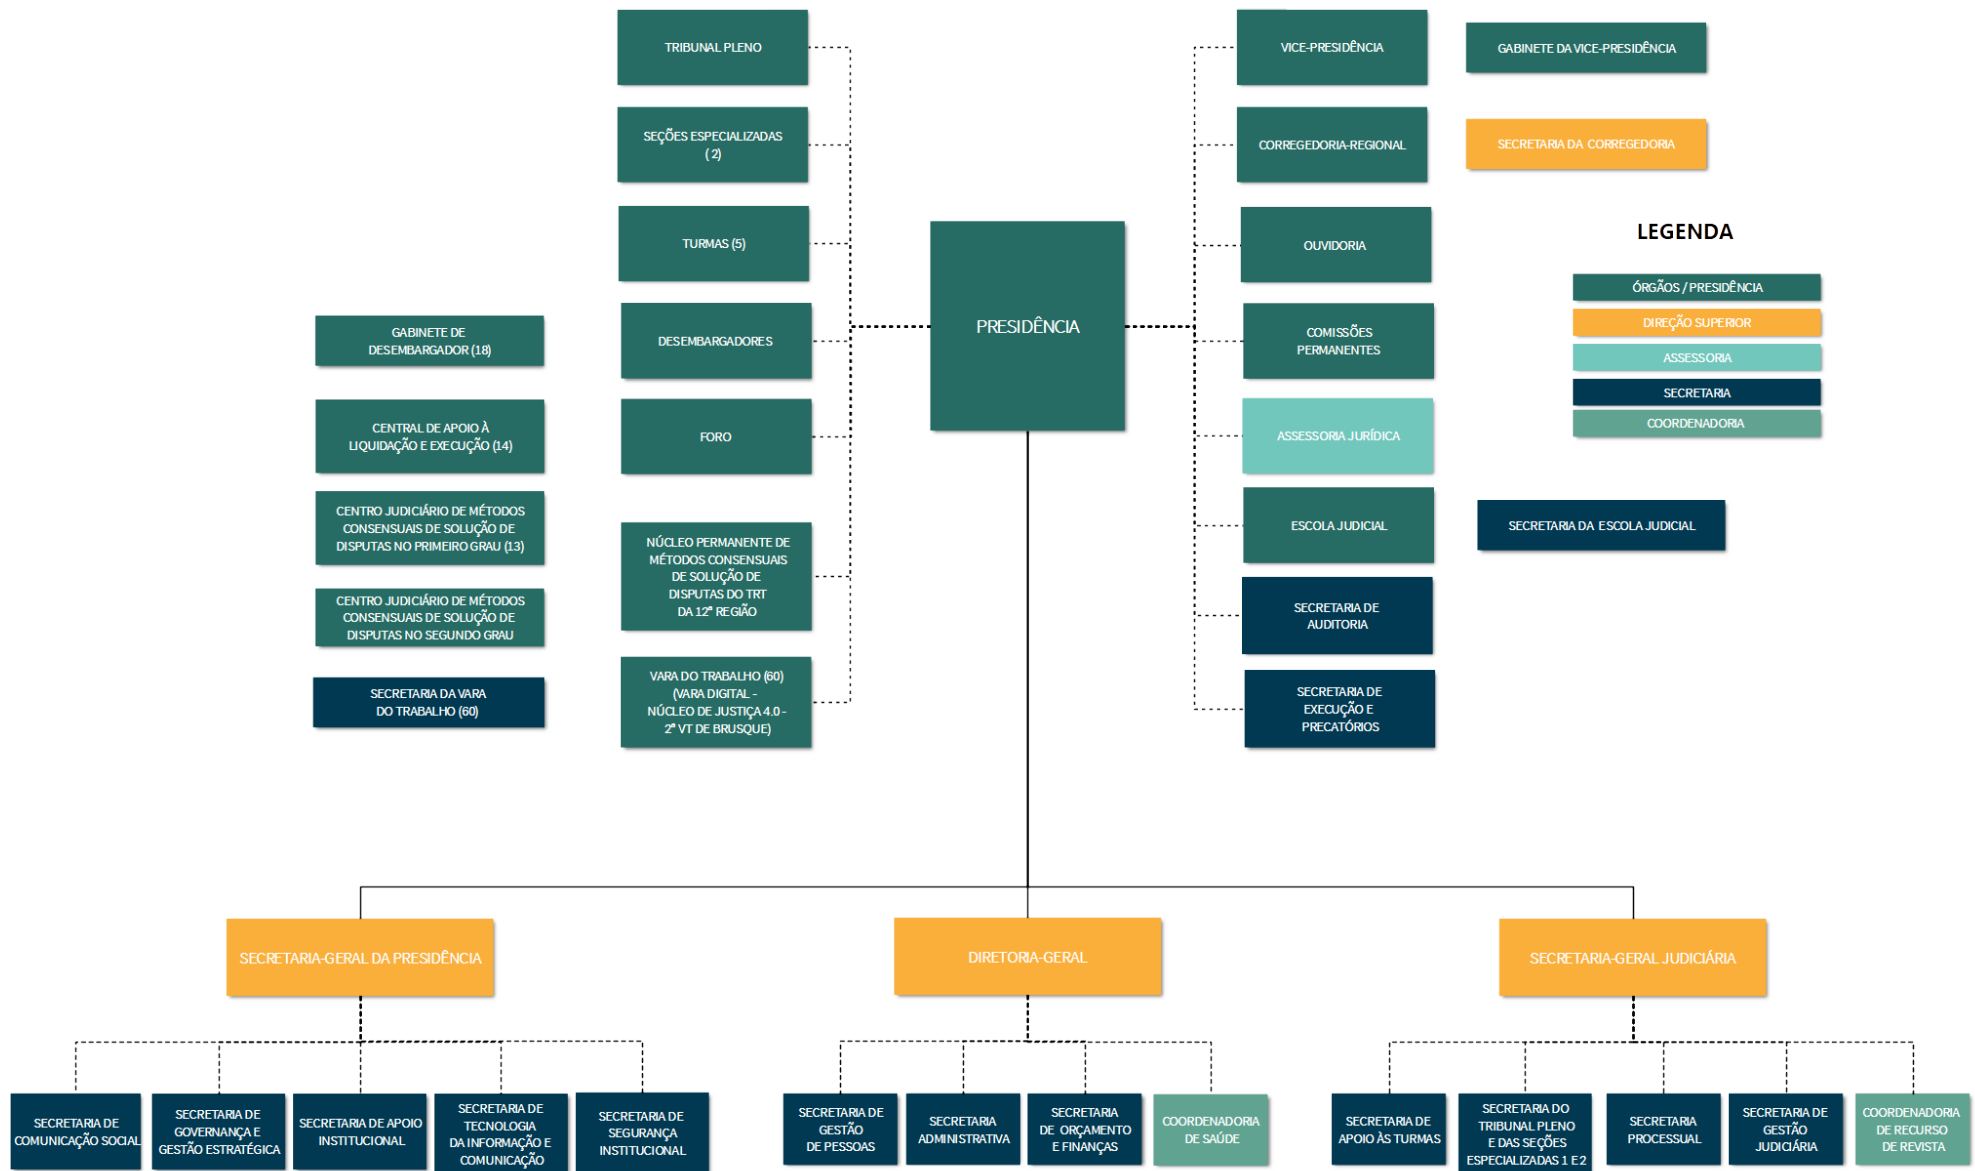 TRIBUNAL PLENO
SEÇÕES ESPECIALIZADAS
( 2)
TURMAS (5)
DESEMBARGADORES
FORO
NÚCLEO PERMANENTE DE
MÉTODOS CONSENSUAIS
DE SOLUÇÃO DE
DISPUTAS DO TRT
DA 12ª REGIÃO
VARA DO TRABALHO (60)
(VARA DIGITAL -
NÚCLEO DE JUSTIÇA 4.0 -
2ª VT DE BRUSQUE)
GABINETE DE
DESEMBARGADOR (18)
CENTRAL DE APOIO À
LIQUIDAÇÃO E EXECUÇÃO (14)
CENTRO JUDICIÁRIO DE MÉTODOS
CONSENSUAIS DE SOLUÇÃO DE
DISPUTAS NO PRIMEIRO GRAU (13)
CENTRO JUDICIÁRIO DE MÉTODOS
CONSENSUAIS DE SOLUÇÃO DE
DISPUTAS NO SEGUNDO GRAU
SECRETARIA DA VARA
DO TRABALHO (60)
PRESIDÊNCIA
VICE-PRESIDÊNCIA
GABINETE DA VICE-PRESIDÊNCIA
CORREGEDORIA-REGIONAL
SECRETARIA DA CORREGEDORIA
OUVIDORIA
COMISSÕES
PERMANENTES
ASSESSORIA JURÍDICA
ESCOLA JUDICIAL
SECRETARIA DA ESCOLA JUDICIAL
SECRETARIA DE
AUDITORIA
SECRETARIA DE
EXECUÇÃO E
PRECATÓRIOS
LEGENDA
ÓRGÃOS / PRESIDÊNCIA
DIREÇÃO SUPERIOR
ASSESSORIA
SECRETARIA
COORDENADORIA
SECRETARIA-GERAL DA PRESIDÊNCIA
DIRETORIA-GERAL
SECRETARIA-GERAL JUDICIÁRIA
SECRETARIA DE
COMUNICAÇÃO SOCIAL
SECRETARIA DE
GOVERNANÇA E
GESTÃO ESTRATÉGICA
SECRETARIA DE APOIO
INSTITUCIONAL
SECRETARIA DE
TECNOLOGIA
DA INFORMAÇÃO E
COMUNICAÇÃO
SECRETARIA DE
SEGURANÇA
INSTITUCIONAL
SECRETARIA DE
GESTÃO
DE PESSOAS
SECRETARIA
ADMINISTRATIVA
SECRETARIA
DE ORÇAMENTO
E FINANÇAS
COORDENADORIA
DE SAÚDE
SECRETARIA DE
APOIO ÀS TURMAS
SECRETARIA DO
TRIBUNAL PLENO
E DAS SEÇÕES
ESPECIALIZADAS 1 E 2
SECRETARIA
PROCESSUAL
SECRETARIA DE
GESTÃO
JUDICIÁRIA
COORDENADORIA
DE RECURSO
DE REVISTA